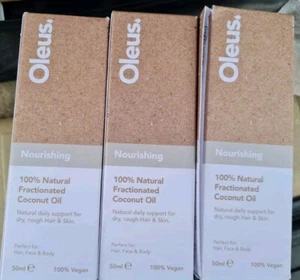 Oleus.
Nourishing
100% Natural
Fractionated
Coconut Oil
Natural daily support for
dry, rough Hair & Skin.
Perfect for:
Hair, Face & Body
50ml e 100% Vegan
Oleus.
Nourishing
100% Natural
Fractionated
Coconut Oil
Natural daily support for
dry, rough Hair & Skin.
Perfect for:
Hair, Face & Body
50ml e 100% Vegan
Oleus.
Nourishing
100% Natural
Fractionated
Coconut Oil
Natural daily support for
dry, rough Hair & Skin.
Perfect for:
Hair, Face & Body
50ml e 100% Vegan